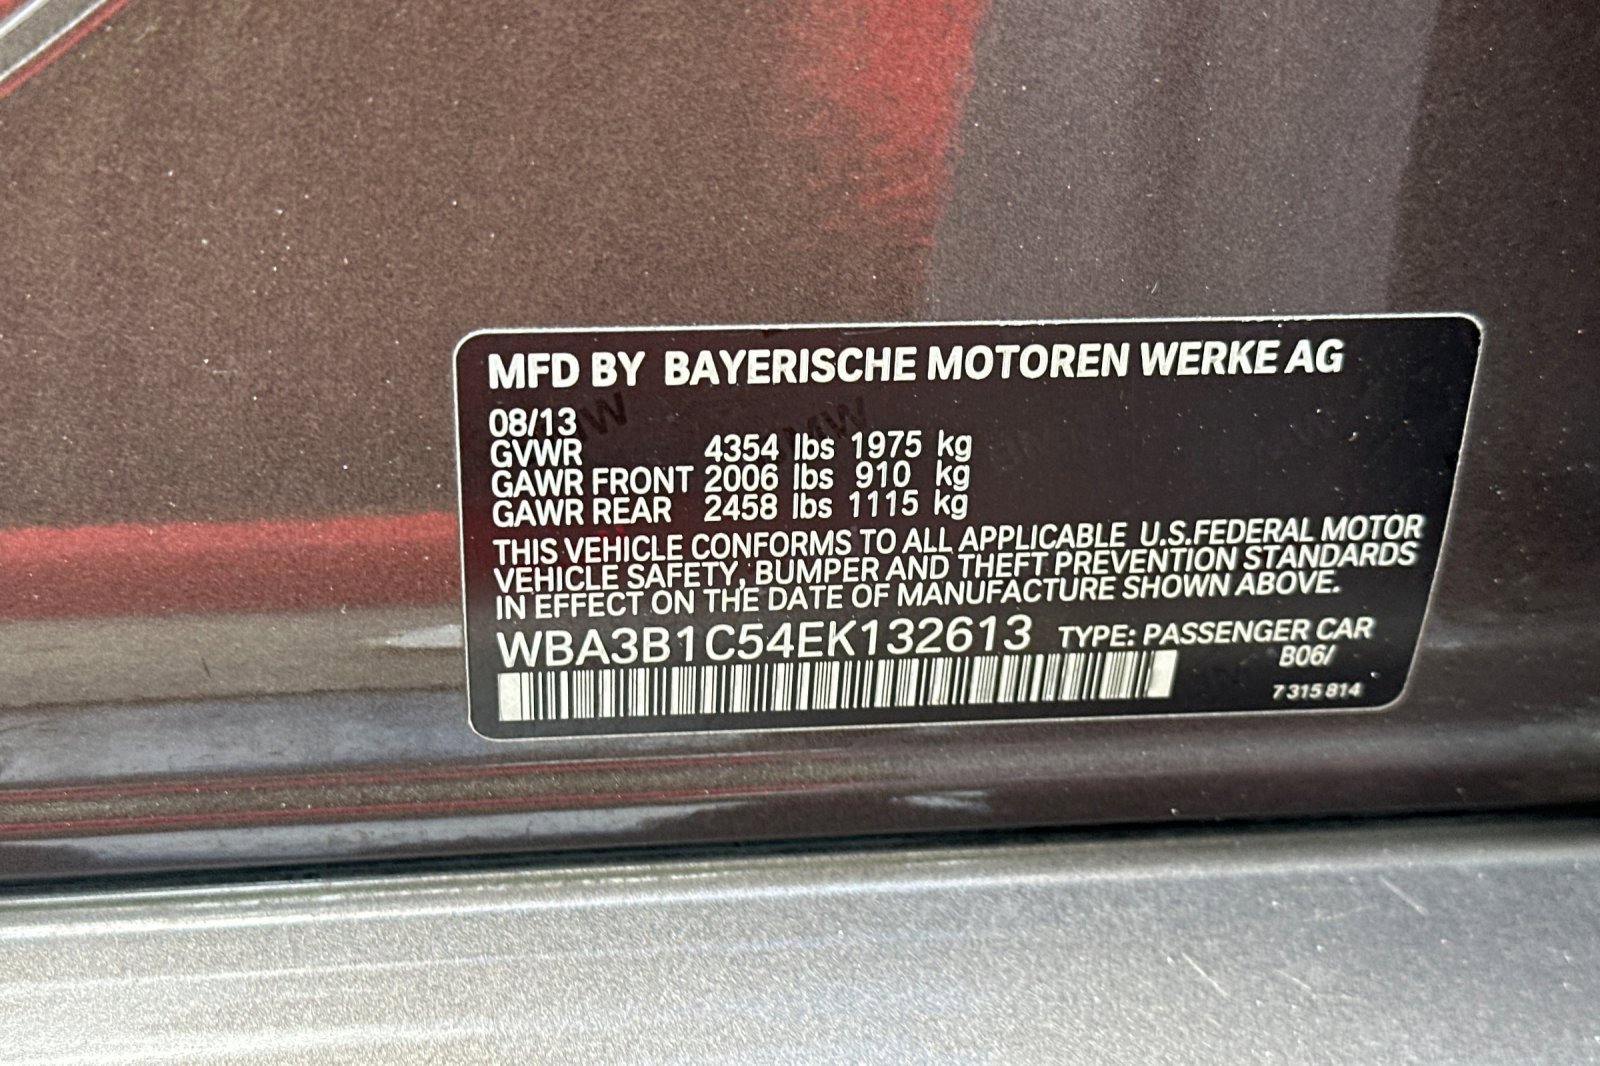 MFD BY BAYERISCHE MOTOREN WERKE AG
08/13
GVWR 4354 lbs 1975 kg
GAWR FRONT 2006 lbs 910 kg
GAWR REAR 2458 lbs 1115 kg
THIS VEHICLE CONFORMS TO ALL APPLICABLE U.S.FEDERAL MOTOR
VEHICLE SAFETY, BUMPER AND THEFT PREVENTION STANDARDS
IN EFFECT ON THE DATE OF MANUFACTURE SHOWN ABOVE.
WBA3B1C54EK132613 TYPE: PASSENGER CAR
B06/
7 315 814